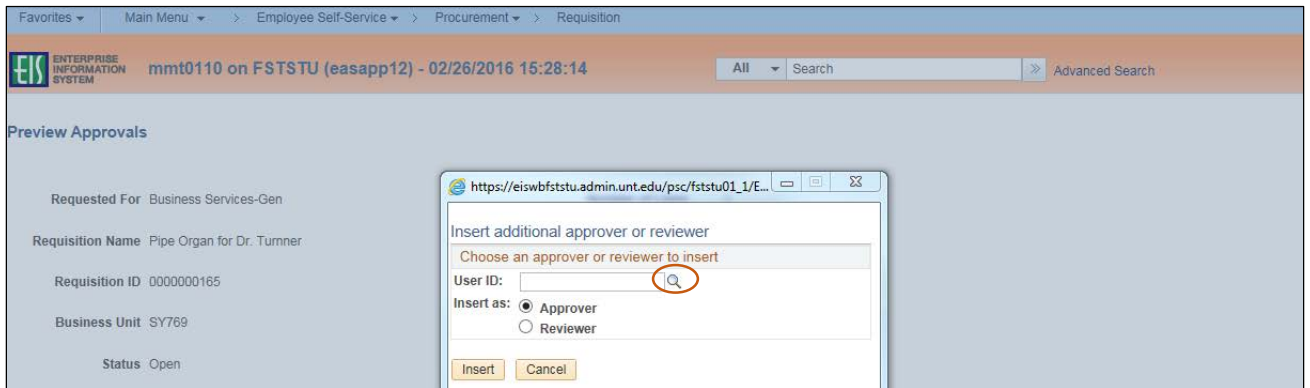 Favorites Main Menu > Employee Self-Service > Procurement > Requisition
EIS ENTERPRISE INFORMATION SYSTEM
mmt0110 on FSTSTU (easapp12) - 02/26/2016 15:28:14
All Search » Advanced Search
Preview Approvals
Requested For Business Services-Gen
Requisition Name Pipe Organ for Dr. Turnner
Requisition ID 0000000165
Business Unit SY769
Status Open
https://eiswbfststu.admin.unt.edu/psc/fststu01_1/E...
Insert additional approver or reviewer
Choose an approver or reviewer to insert
User ID:
Insert as: Approver
Reviewer
Insert Cancel